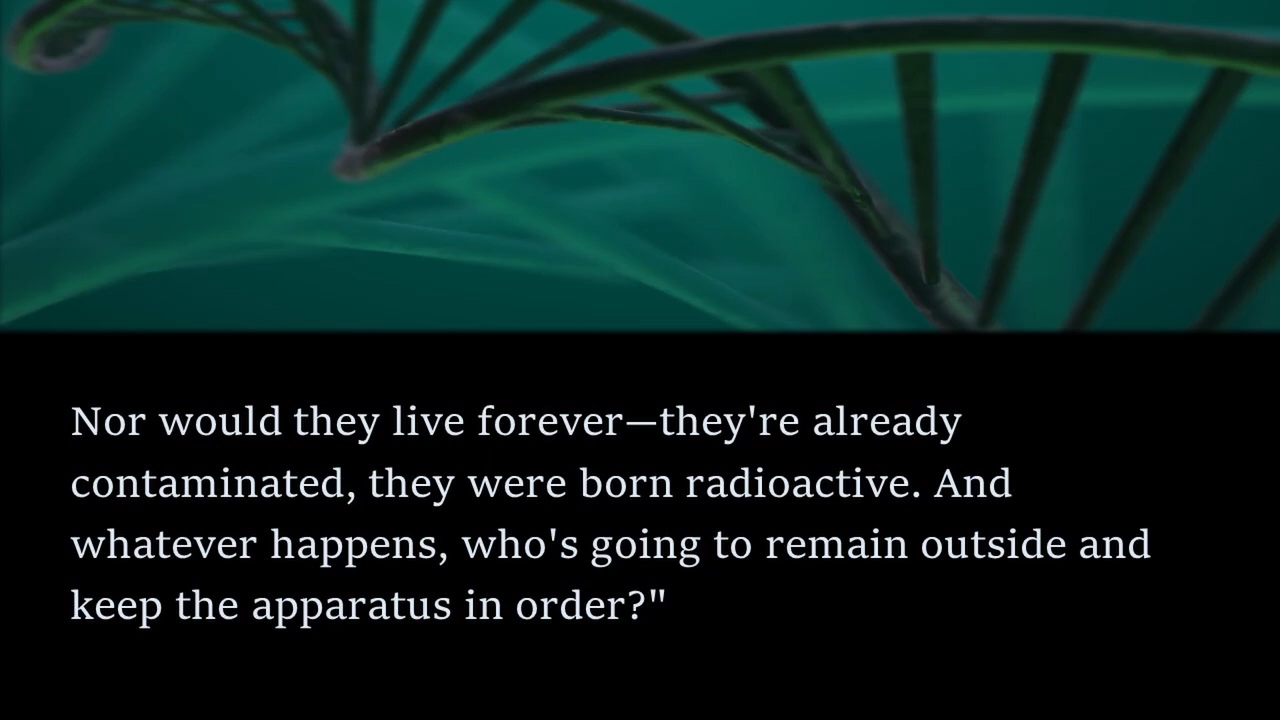 Nor would they live forever—they're already
contaminated, they were born radioactive. And
whatever happens, who's going to remain outside and
keep the apparatus in order?"